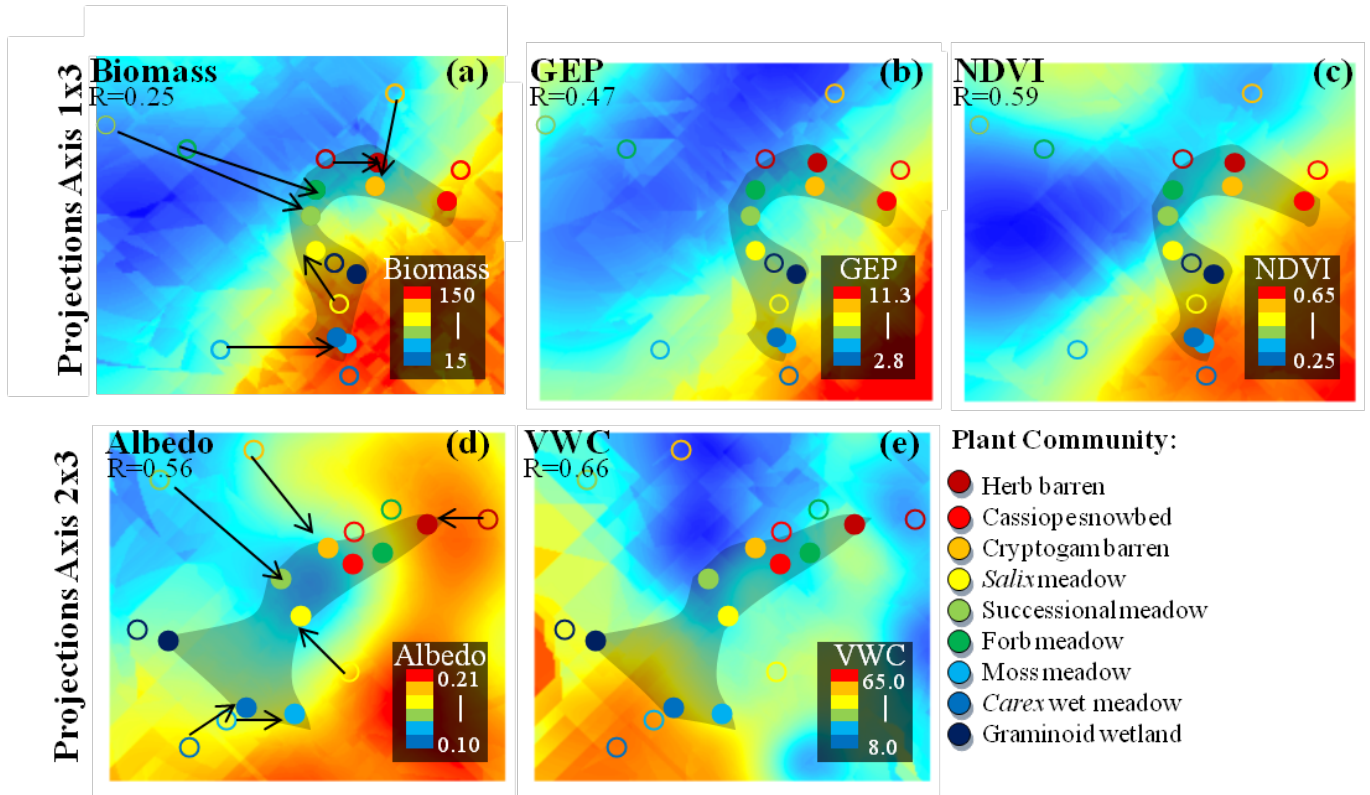 Projections Axis 1x3
Biomass (a)
R=0.25
Biomass
150
15
GEP (b)
R=0.47
GEP
11.3
2.8
NDVI (c)
R=0.59
NDVI
0.65
0.25
Projections Axis 2x3
Albedo (d)
R=0.56
Albedo
0.21
0.10
VWC (e)
R=0.66
VWC
65.0
8.0
Plant Community:
Herb barren
Cassiope snowbed
Cryptogam barren
Salix meadow
Successional meadow
Forb meadow
Moss meadow
Carex wet meadow
Graminoid wetland